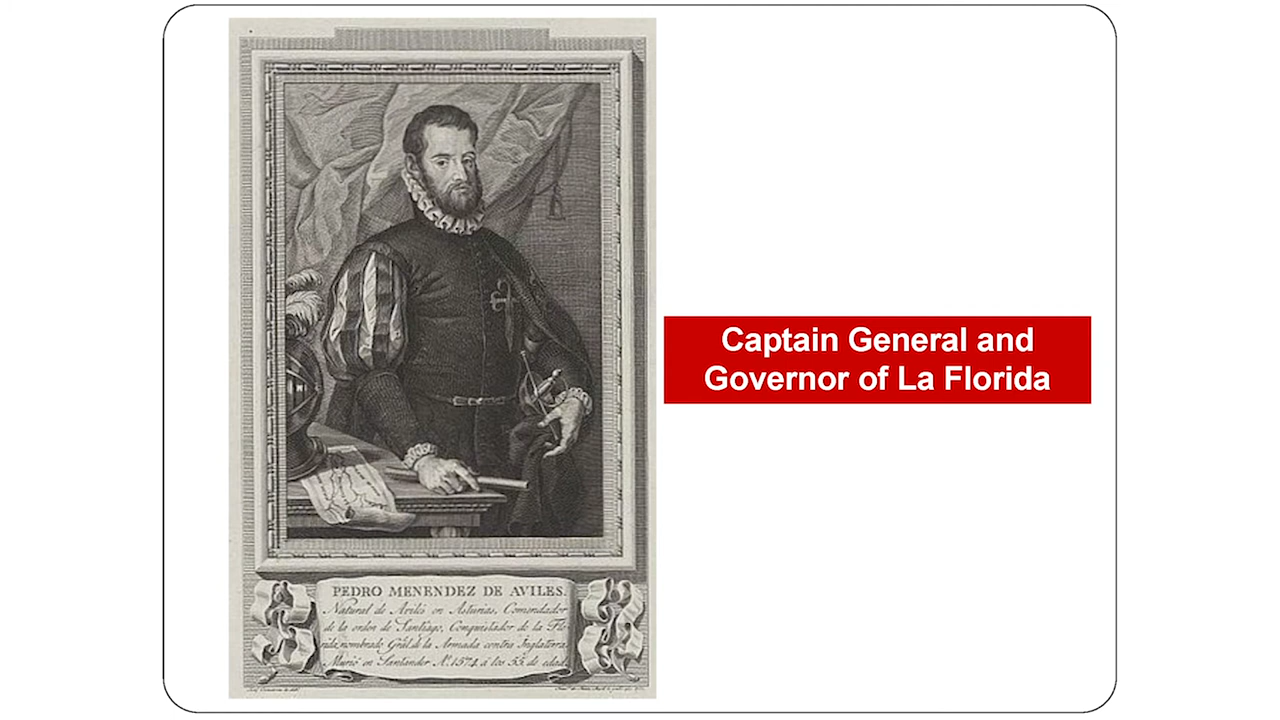 PEDRO MENENDEZ DE AVILES.
Natural de Avilés en Asturias, Comendador
de la orden de Santiago, Conquistador de la Flo-
rida, nombrado Grãl. de la Armada contra Inglaterra.
Murió en Santander Aº. 1574. á los 55. de edad.
Captain General and
Governor of La Florida